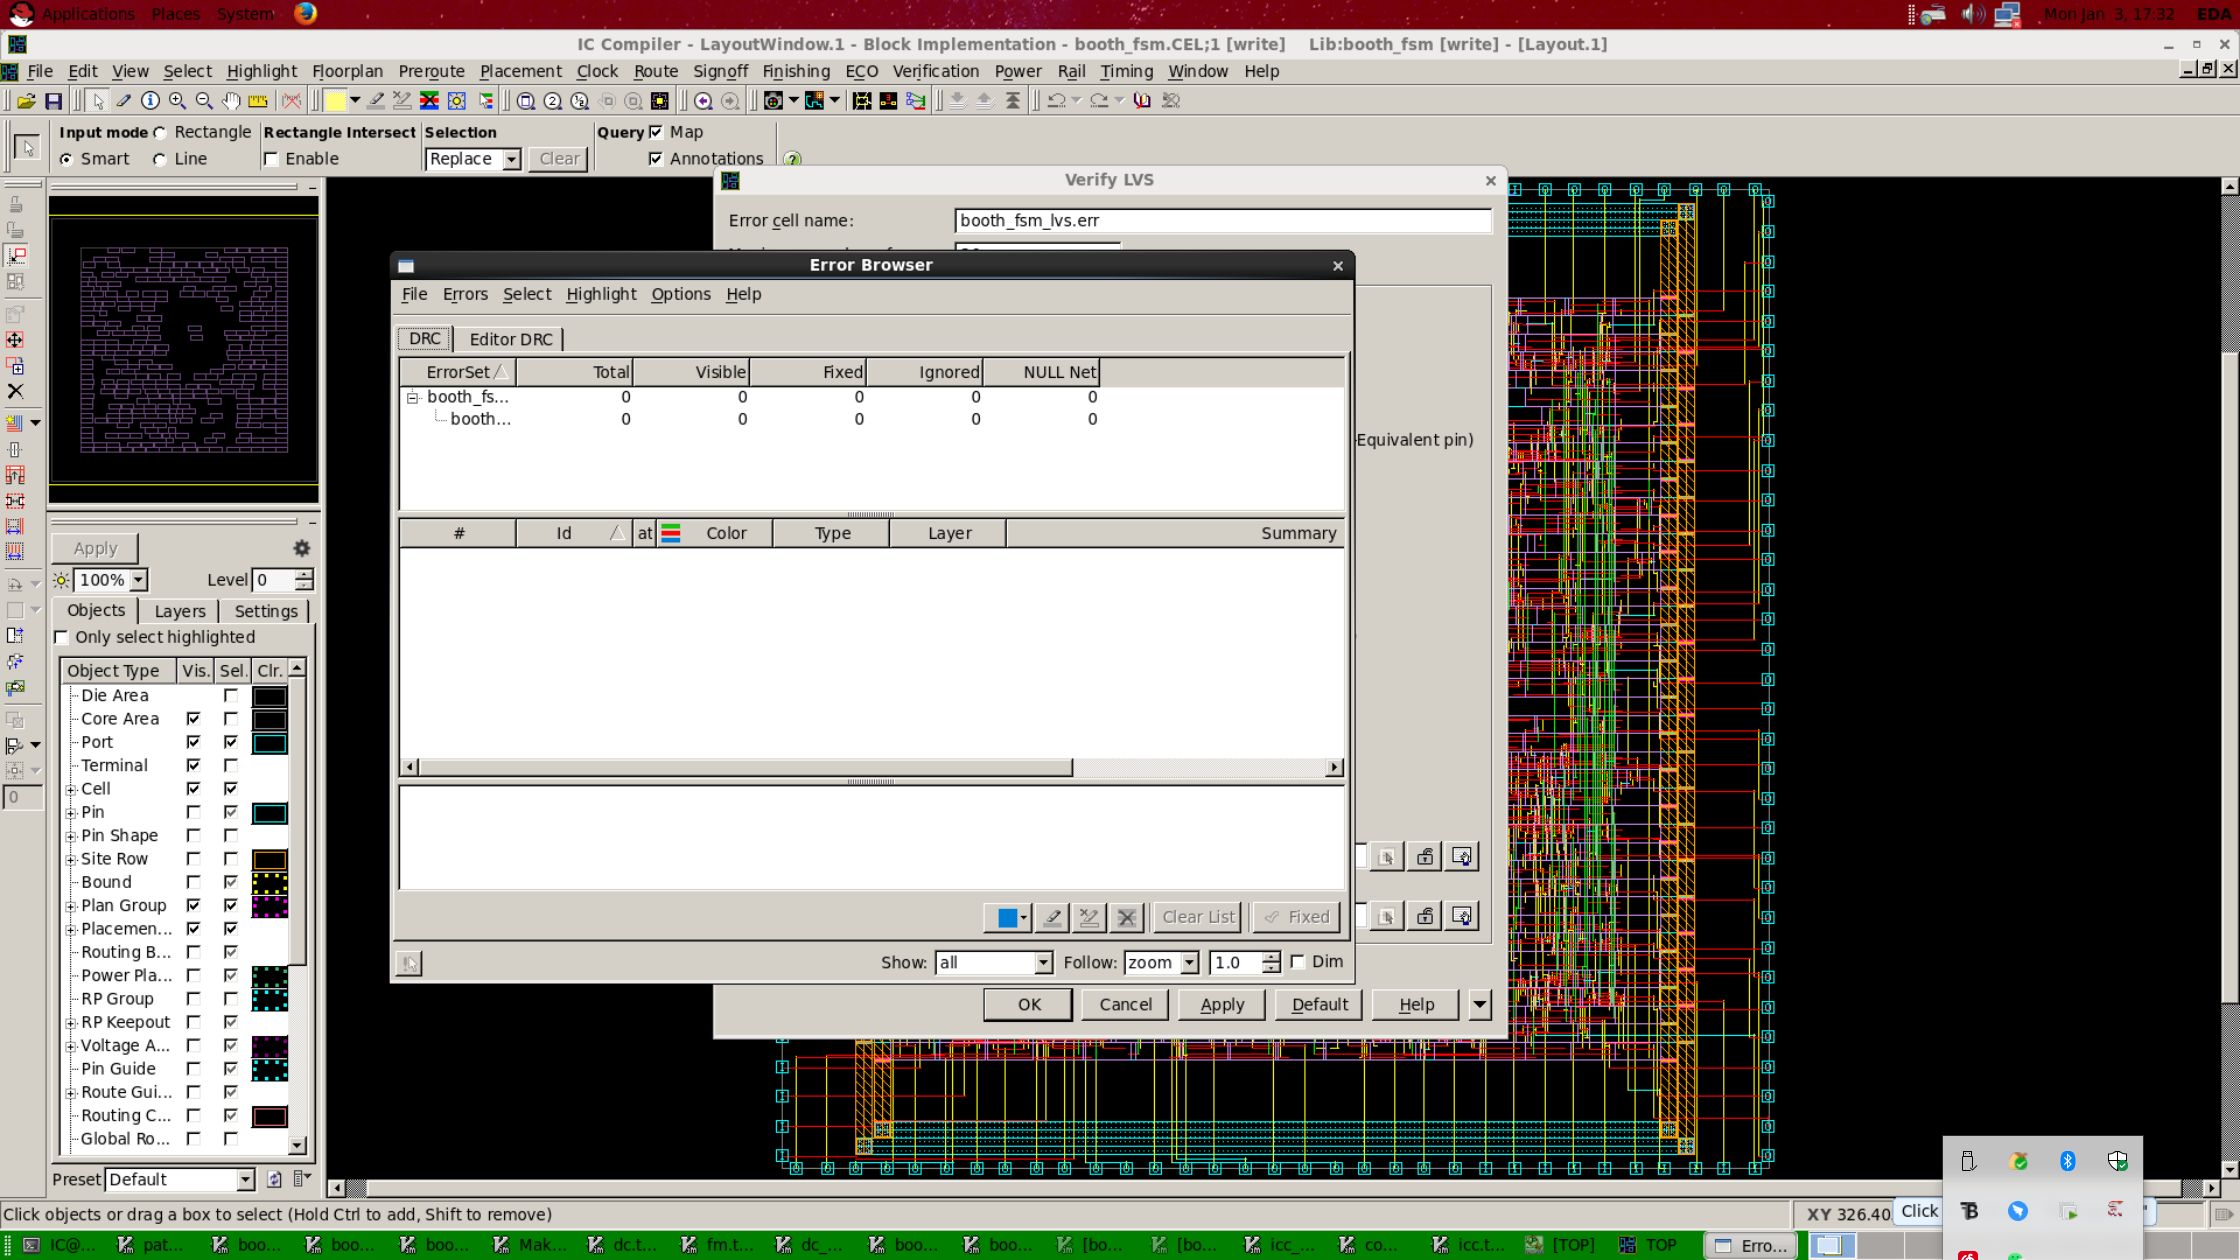 Applications Places System Mon Jan 3, 17:32 EDA
IC Compiler - LayoutWindow.1 - Block Implementation - booth_fsm.CEL;1 [write] Lib:booth_fsm [write] - [Layout.1]
File Edit View Select Highlight Floorplan Preroute Placement Clock Route Signoff Finishing ECO Verification Power Rail Timing Window Help
Input mode Rectangle Rectangle Intersect Selection Query Map
Smart Line Enable Replace Clear Annotations
Verify LVS
Error cell name: booth_fsm_lvs.err
Error Browser
File Errors Select Highlight Options Help
DRC Editor DRC
ErrorSet Total Visible Fixed Ignored NULL Net
booth_fs... 0 0 0 0 0
booth... 0 0 0 0 0
-Equivalent pin)
# Id at Color Type Layer Summary
Clear List Fixed
Show: all Follow: zoom 1.0 Dim
OK Cancel Apply Default Help
Apply
100% Level 0
Objects Layers Settings
Only select highlighted
Object Type Vis. Sel. Clr.
Die Area
Core Area
Port
Terminal
Cell
Pin
Pin Shape
Site Row
Bound
Plan Group
Placemen...
Routing B...
Power Pla...
RP Group
RP Keepout
Voltage A...
Pin Guide
Route Gui...
Routing C...
Global Ro...
0
Preset Default
Click objects or drag a box to select (Hold Ctrl to add, Shift to remove) XY 326.40 Click
IC@... pat... boo... boo... boo... Mak... dc.t... fm.t... dc_... boo... boo... [bo... [bo... icc_... co... icc.t... [TOP] TOP Erro...